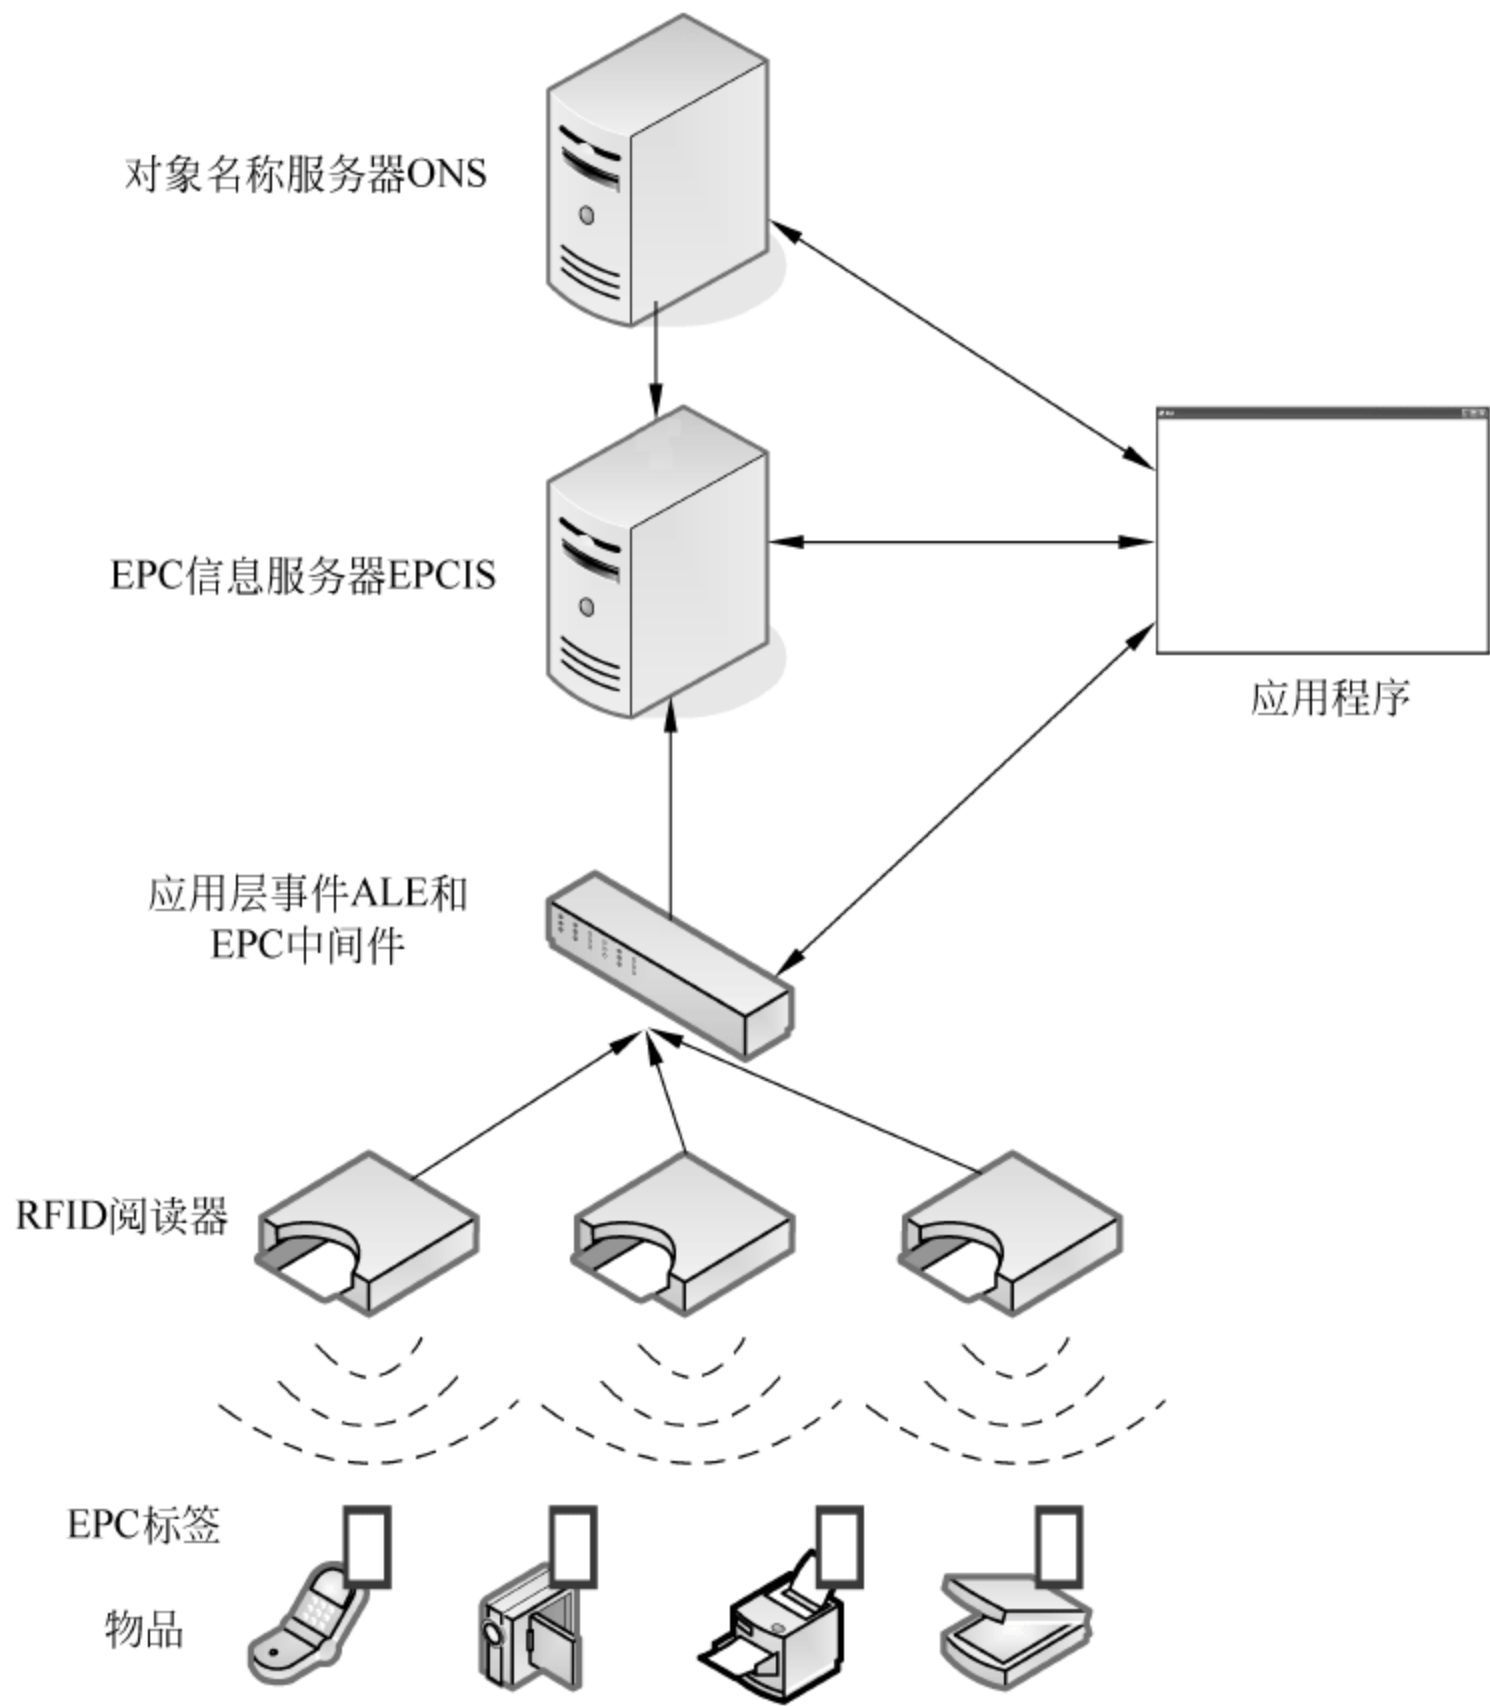 对象名称服务器ONS
EPC信息服务器EPCIS
应用程序
应用层事件ALE和
EPC中间件
RFID阅读器
EPC标签
物品